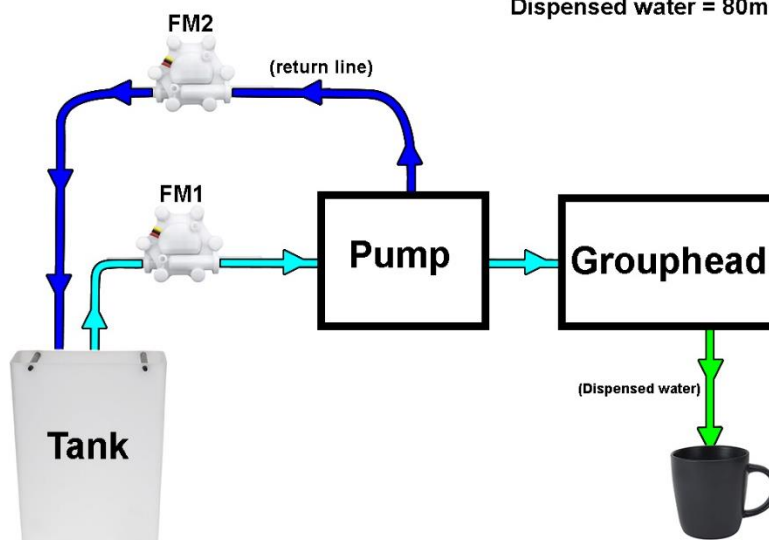 Dispensed water = 80m
FM2
(return line)
FM1
Pump
Grouphead
(Dispensed water)
Tank